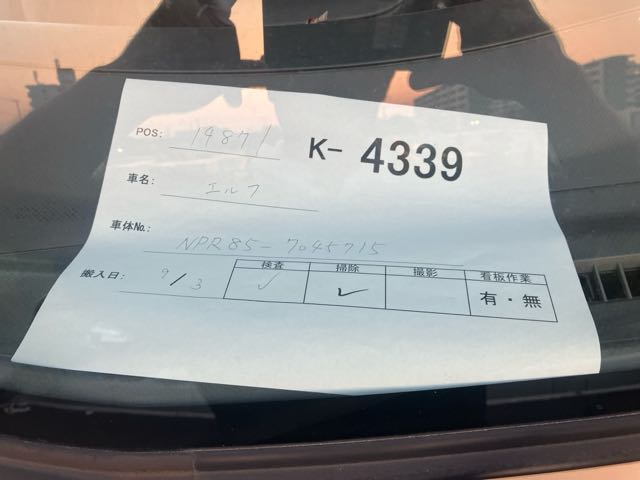 POS: 14871 K- 4339
車名: エルフ
車体No.: NPR85-7045715
搬入日: 9/3
検査 掃除 撮影 看板作業
✓ ✓ 有・無